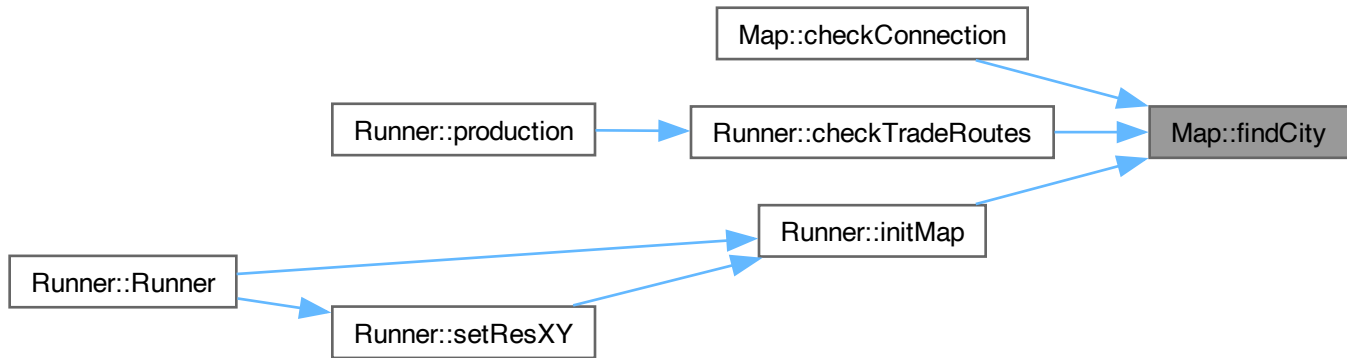 Map::checkConnection
Runner::production
Runner::checkTradeRoutes
Map::findCity
Runner::initMap
Runner::Runner
Runner::setResXY